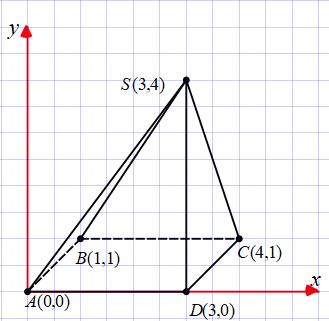 y
S(3,4)
B(1,1)
C(4,1)
x
A(0,0)
D(3,0)